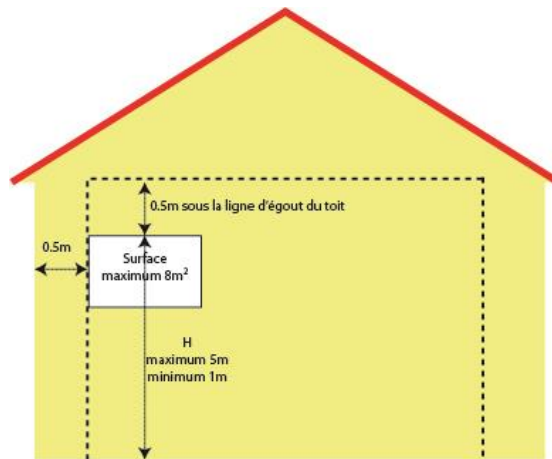 0.5m sous la ligne d'égout du toit
0.5m
Surface
maximum 8m²
H
maximum 5m
minimum 1m